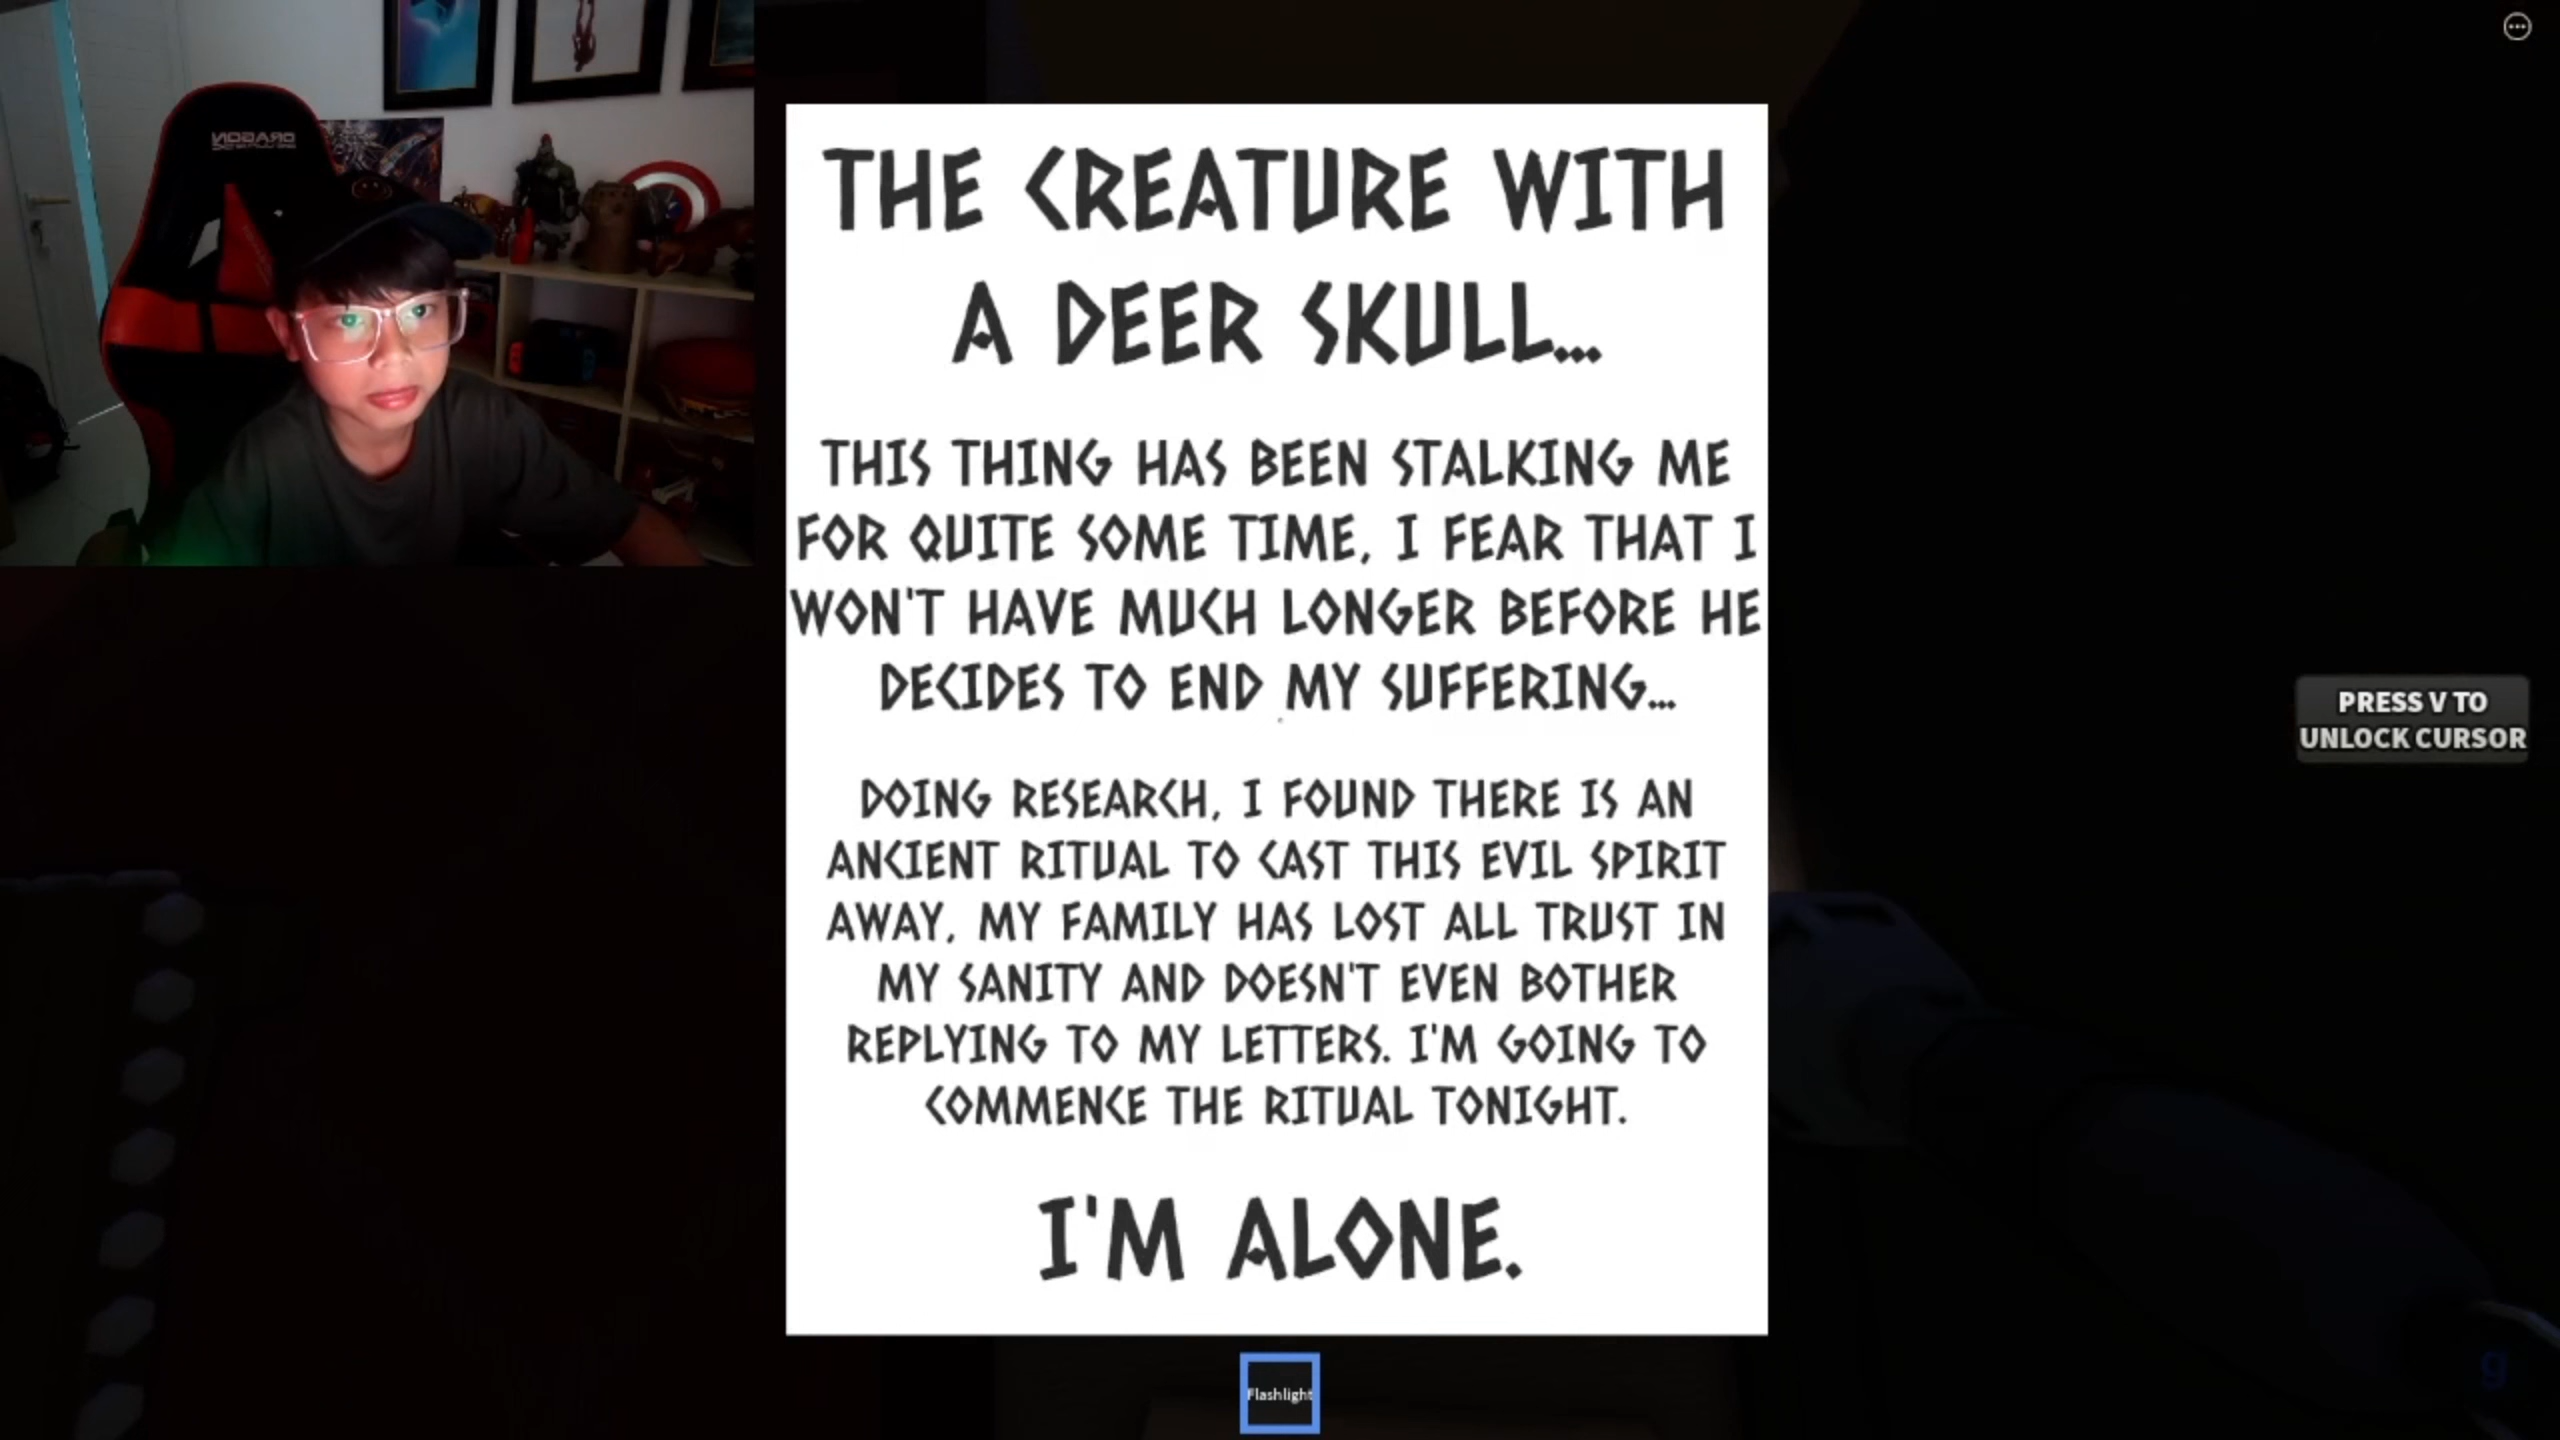 THE CREATURE WITH
A DEER SKULL...
THIS THING HAS BEEN STALKING ME
FOR QUITE SOME TIME, I FEAR THAT I
WON'T HAVE MUCH LONGER BEFORE HE
DECIDES TO END MY SUFFERING...
DOING RESEARCH, I FOUND THERE IS AN
ANCIENT RITUAL TO CAST THIS EVIL SPIRIT
AWAY, MY FAMILY HAS LOST ALL TRUST IN
MY SANITY AND DOESN'T EVEN BOTHER
REPLYING TO MY LETTERS. I'M GOING TO
COMMENCE THE RITUAL TONIGHT.
I'M ALONE.
PRESS V TO
UNLOCK CURSOR
Flashlight
DRAGON
g